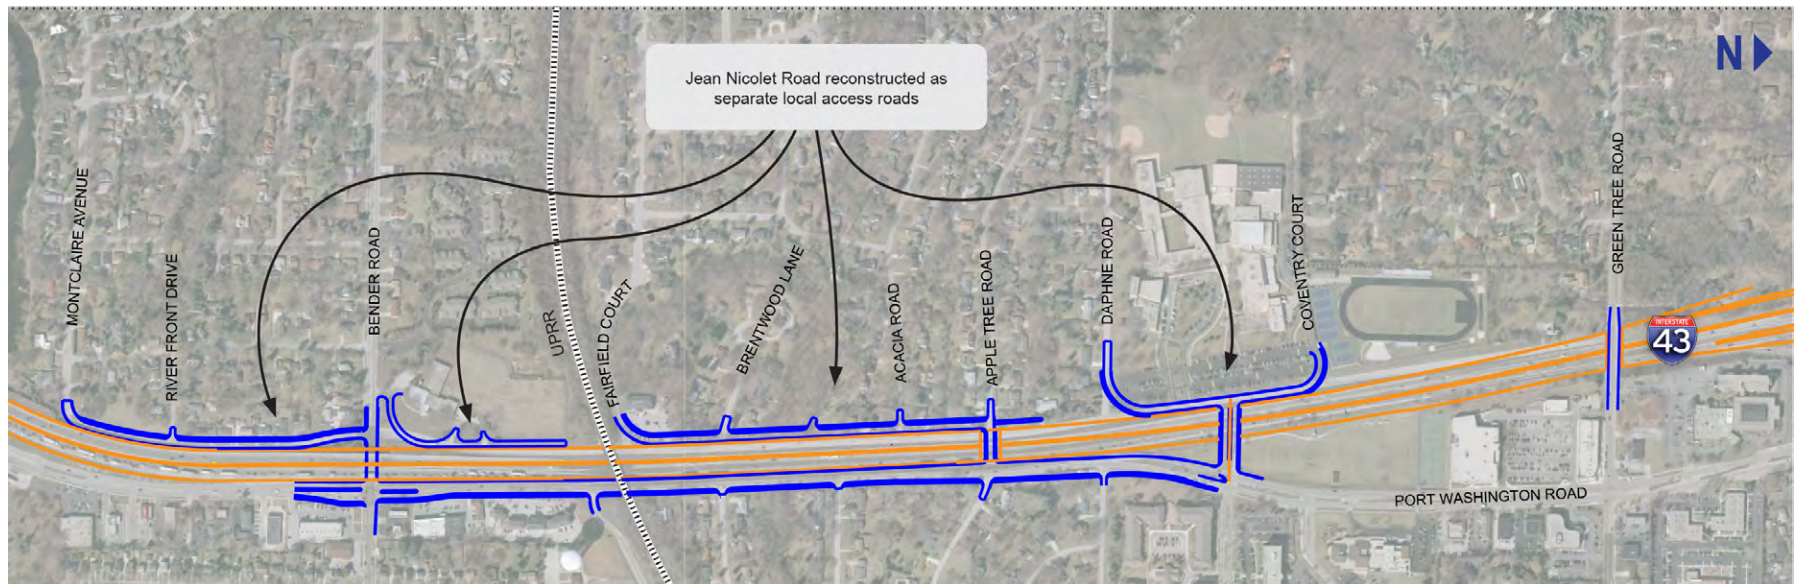 Jean Nicolet Road reconstructed as
separate local access roads
N
MONTCLAIRE AVENUE
RIVER FRONT DRIVE
BENDER ROAD
UPRR
FAIRFIELD COURT
BRENTWOOD LANE
ACACIA ROAD
APPLE TREE ROAD
DAPHNE ROAD
COVENTRY COURT
GREEN TREE ROAD
INTERSTATE
43
PORT WASHINGTON ROAD